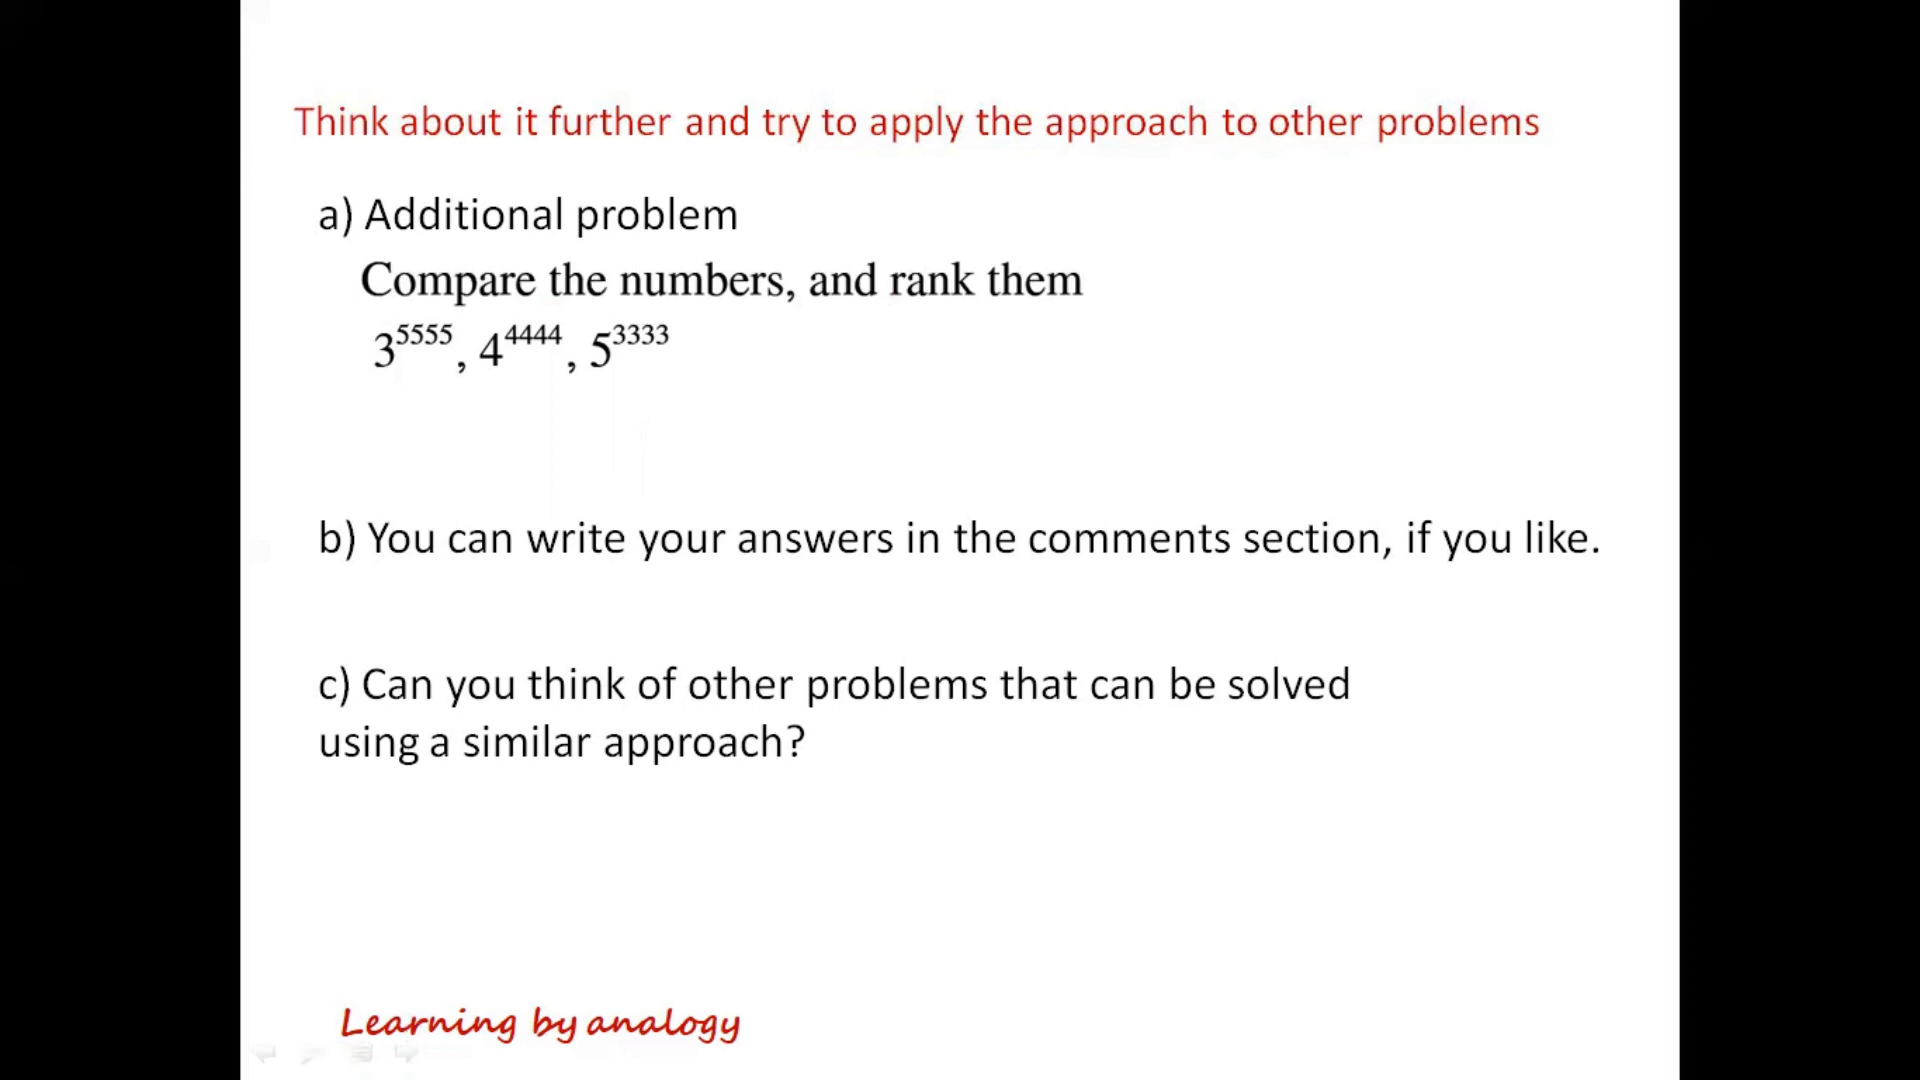 Think about it further and try to apply the approach to other problems
a) Additional problem
Compare the numbers, and rank them
3^5555, 4^4444, 5^3333
b) You can write your answers in the comments section, if you like.
c) Can you think of other problems that can be solved
using a similar approach?
Learning by analogy